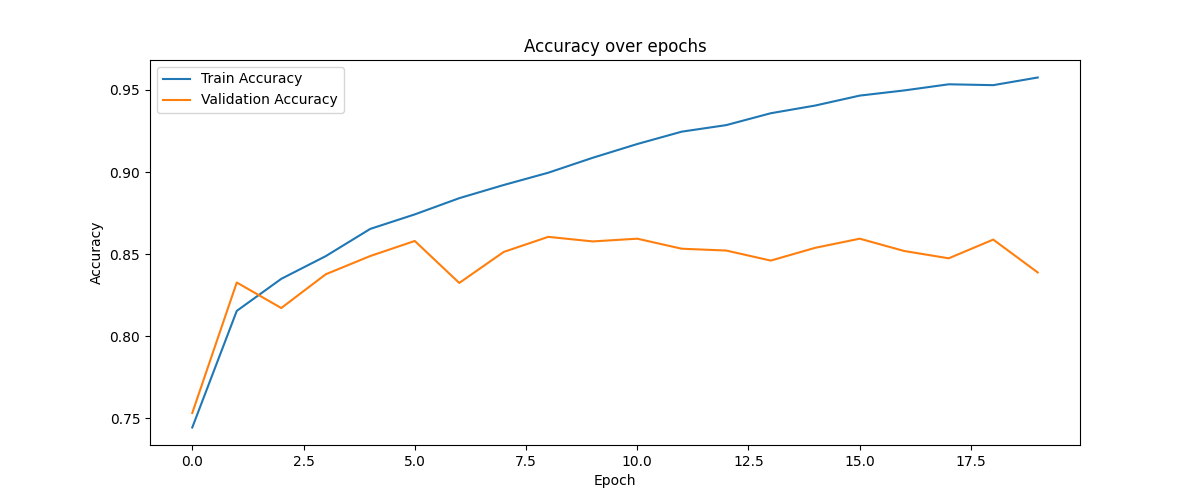 Accuracy over epochs
Train Accuracy
Validation Accuracy
0.95
0.90
0.85
0.80
0.75
Accuracy
0.0 2.5 5.0 7.5 10.0 12.5 15.0 17.5
Epoch